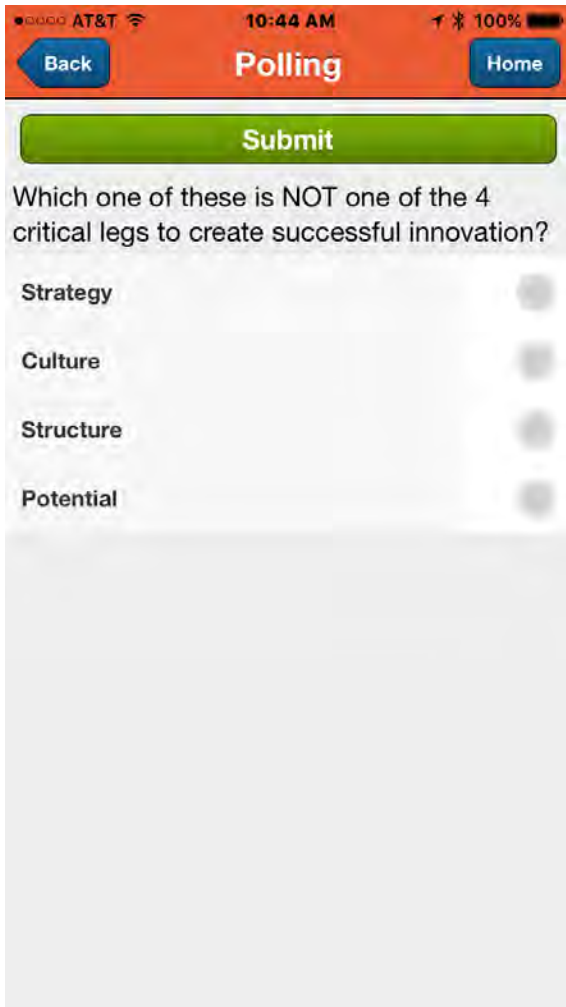 AT&T 10:44 AM 100%
Back Polling Home
Submit
Which one of these is NOT one of the 4
critical legs to create successful innovation?
Strategy
Culture
Structure
Potential